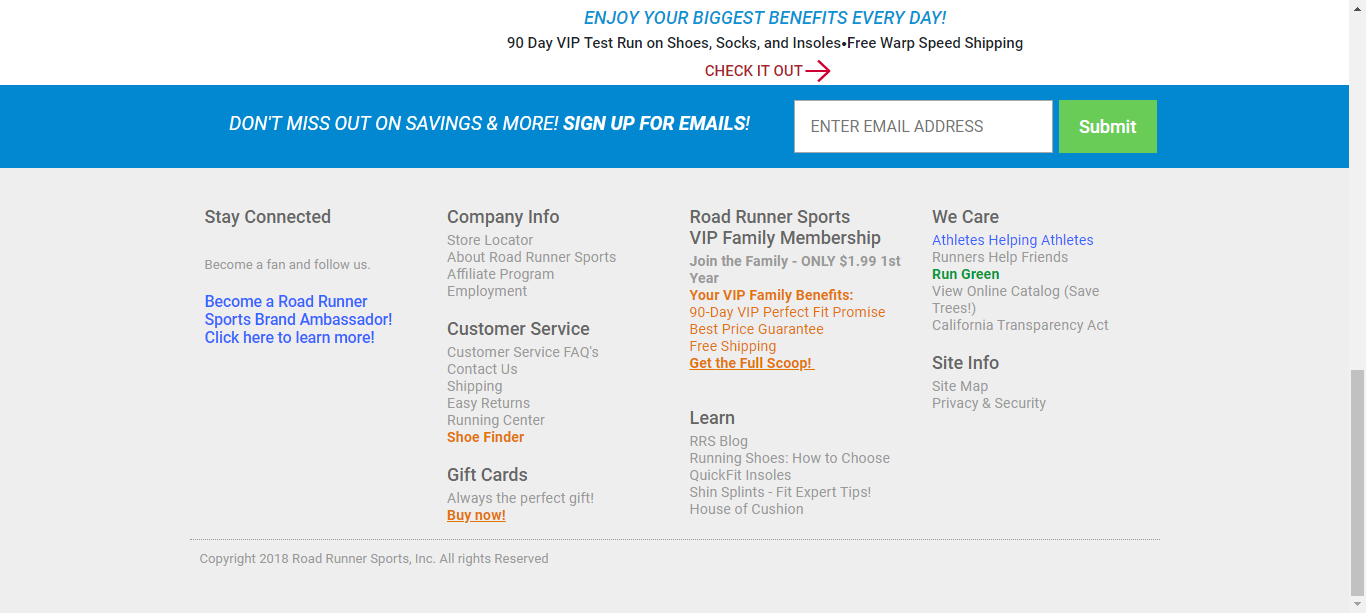 ENJOY YOUR BIGGEST BENEFITS EVERY DAY!
90 Day VIP Test Run on Shoes, Socks, and Insoles•Free Warp Speed Shipping
CHECK IT OUT
DON'T MISS OUT ON SAVINGS & MORE! SIGN UP FOR EMAILS!
ENTER EMAIL ADDRESS
Submit
Stay Connected
Become a fan and follow us.
Become a Road Runner
Sports Brand Ambassador!
Click here to learn more!
Company Info
Store Locator
About Road Runner Sports
Affiliate Program
Employment
Customer Service
Customer Service FAQ's
Contact Us
Shipping
Easy Returns
Running Center
Shoe Finder
Gift Cards
Always the perfect gift!
Buy now!
Road Runner Sports
VIP Family Membership
Join the Family - ONLY $1.99 1st
Year
Your VIP Family Benefits:
90-Day VIP Perfect Fit Promise
Best Price Guarantee
Free Shipping
Get the Full Scoop!
Learn
RRS Blog
Running Shoes: How to Choose
QuickFit Insoles
Shin Splints - Fit Expert Tips!
House of Cushion
We Care
Athletes Helping Athletes
Runners Help Friends
Run Green
View Online Catalog (Save
Trees!)
California Transparency Act
Site Info
Site Map
Privacy & Security
Copyright 2018 Road Runner Sports, Inc. All rights Reserved